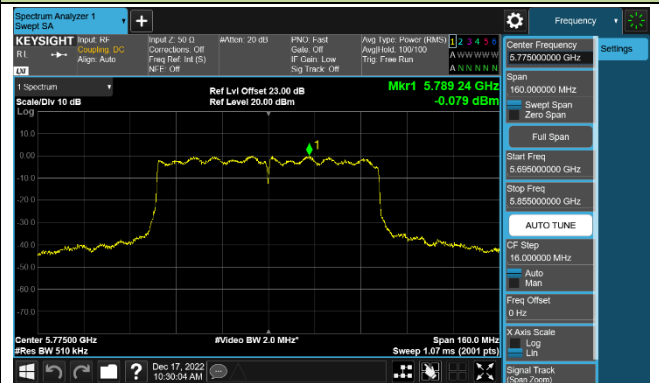 Spectrum Analyzer 1
Swept SA
+
Frequency
KEYSIGHT
RL
LXI
Input: RF
Coupling: DC
Align: Auto
Input Z: 50 Ω
Corrections: Off
Freq Ref: Int (S)
NFE: Off
#Atten: 20 dB
PNO: Fast
Gate: Off
IF Gain: Low
Sig Track: Off
Avg Type: Power (RMS)
Avg|Hold: 100/100
Trig: Free Run
1 2 3 4 5 6
A W W W W W
A N N N N N
1 Spectrum
Scale/Div 10 dB
Log
Ref Lvl Offset 23.00 dB
Ref Level 20.00 dBm
Mkr1 5.789 24 GHz
-0.079 dBm
10.0
0.00
-10.0
-20.0
-30.0
-40.0
-50.0
-60.0
-70.0
1
Center 5.77500 GHz
#Res BW 510 kHz
#Video BW 2.0 MHz*
Span 160.0 MHz
Sweep 1.07 ms (2001 pts)
Dec 17, 2022
10:30:04 AM
?
Center Frequency
5.775000000 GHz
Settings
Span
160.000000 MHz
Swept Span
Zero Span
Full Span
Start Freq
5.695000000 GHz
Stop Freq
5.855000000 GHz
AUTO TUNE
CF Step
16.000000 MHz
Auto
Man
Freq Offset
0 Hz
X Axis Scale
Log
Lin
Signal Track
(Span Zoom)